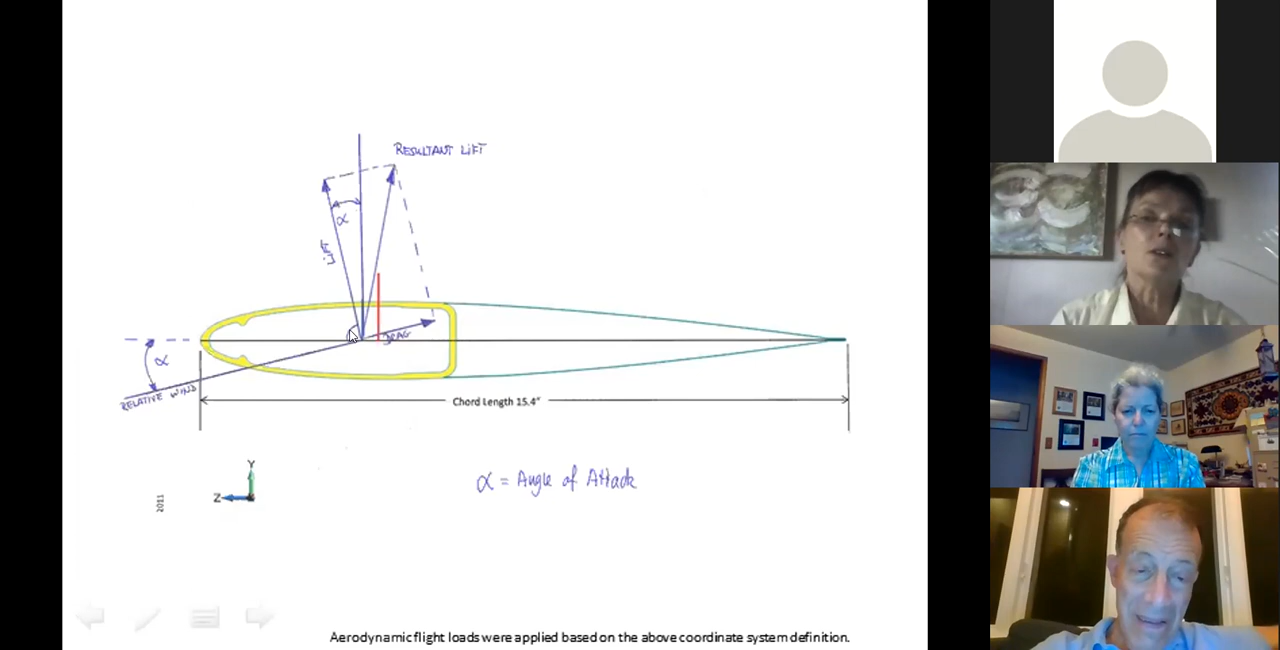 RESULTANT LIFT
α
LIFT
DRAG
α
RELATIVE WIND
Chord Length 15.4"
Y
Z
α = Angle of Attack
2011
Aerodynamic flight loads were applied based on the above coordinate system definition.